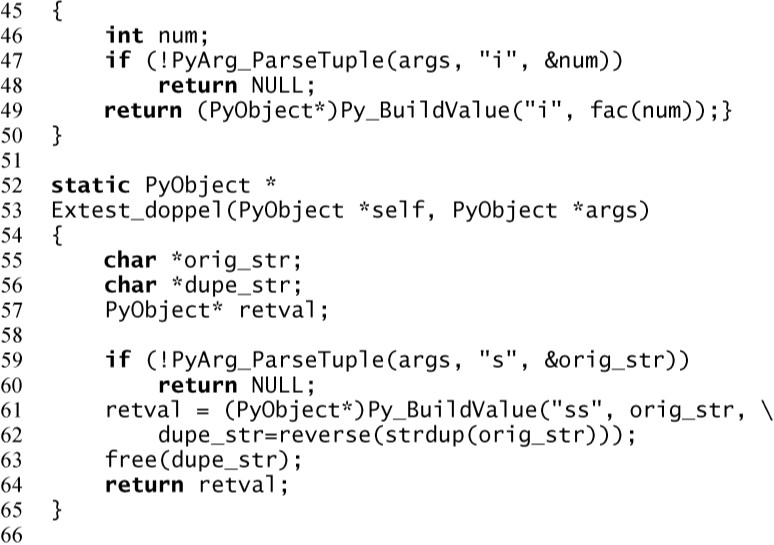 45 {
46     int num;
47     if (!PyArg_ParseTuple(args, "i", &num))
48         return NULL;
49     return (PyObject*)Py_BuildValue("i", fac(num));}
50 }
51
52 static PyObject *
53 Extest_doppel(PyObject *self, PyObject *args)
54 {
55     char *orig_str;
56     char *dupe_str;
57     PyObject* retval;
58
59     if (!PyArg_ParseTuple(args, "s", &orig_str))
60         return NULL;
61     retval = (PyObject*)Py_BuildValue("ss", orig_str, \
62         dupe_str=reverse(strdup(orig_str)));
63     free(dupe_str);
64     return retval;
65 }
66